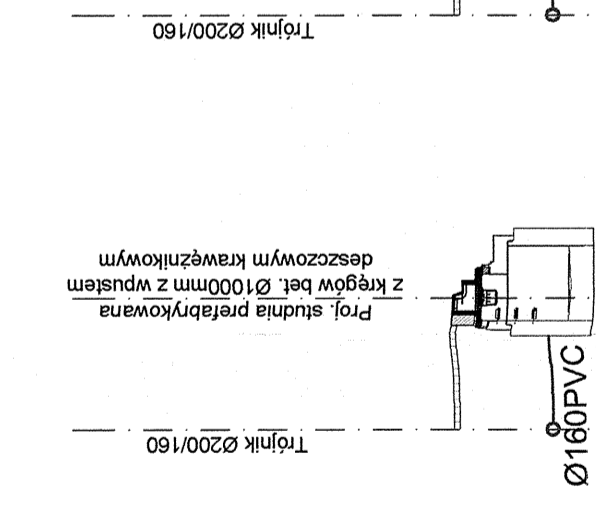 Ø160PVC
Trójnik Ø200/160
Proj. studnia prefabrykowana
z kręgów bet. Ø1000mm z wpustem
deszczowym krawężnikowym
Trójnik Ø200/160